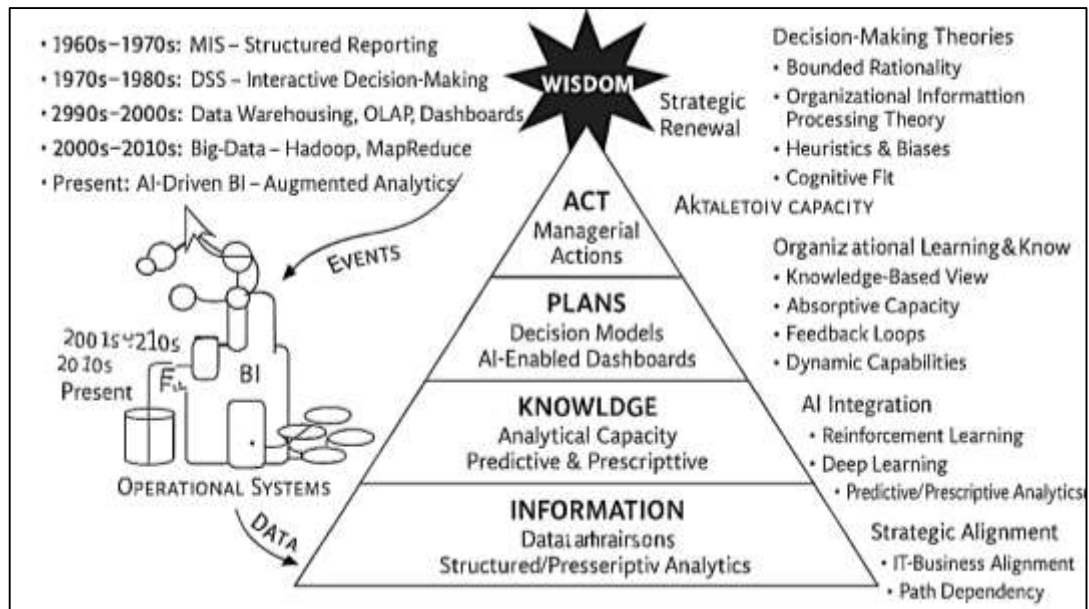 • 1960s–1970s: MIS – Structured Reporting
• 1970s–1980s: DSS – Interactive Decision-Making
• 2990s–2000s: Data Warehousing, OLAP, Dashboards
• 2000s–2010s: Big-Data – Hadoop, MapReduce
• Present: AI-Driven BI – Augmented Analytics
EVENTS
Present
BI
OPERATIONAL SYSTEMS
DATA
WISDOM
Strategic
Renewal
ACT
Managerial
Actions
PLANS
Decision Models
AI-Enabled Dashboards
KNOWLDGE
Analytical Capacity
Predictive & Prescripttive
INFORMATION
Structured/Presseriptiv Analytics
Decision-Making Theories
• Bounded Rationality
• Organizational Informattion
Processing Theory
• Heuristics & Biases
• Cognitive Fit
AKTALETOIV CAPACITY
Organizational Learning & Know
• Knowledge-Based View
• Absorptive Capacity
• Feedback Loops
• Dynamic Capabilities
AI Integration
• Reinforcement Learning
• Deep Learning
• Predictive/Prescriptive Analytics
Strategic Alignment
• IT-Business Alignment
• Path Dependency